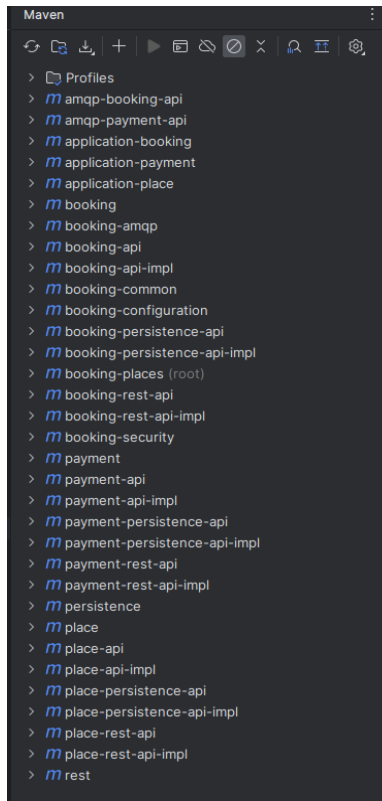 Maven
Profiles
amqp-booking-api
amqp-payment-api
application-booking
application-payment
application-place
booking
booking-amqp
booking-api
booking-api-impl
booking-common
booking-configuration
booking-persistence-api
booking-persistence-api-impl
booking-places (root)
booking-rest-api
booking-rest-api-impl
booking-security
payment
payment-api
payment-api-impl
payment-persistence-api
payment-persistence-api-impl
payment-rest-api
payment-rest-api-impl
persistence
place
place-api
place-api-impl
place-persistence-api
place-persistence-api-impl
place-rest-api
place-rest-api-impl
rest